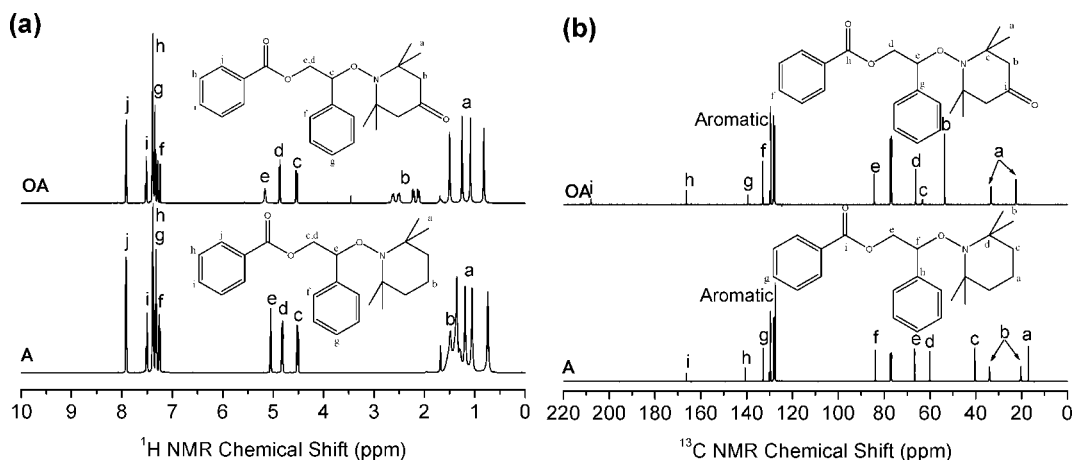 (a)
h
j
g
i
f
OA
e
d
c
b
a
O
O
O
N
O
a
b
h
f
g
h
j
g
i
f
A
e
d
c
b
a
O
O
O
N
c,d
e
a
b
h
j
i
f
g
10 9 8 7 6 5 4 3 2 1 0
¹H NMR Chemical Shift (ppm)
(b)
Aromatic
OA
i
h
g
f
e
d
c
b
a
O
O
O
N
O
a
b
c
d
h
g
i
f
Aromatic
A
i
h
g
f
e
d
c
b
a
O
O
O
N
b
c
a
d
e
f
i
h
g
220 200 180 160 140 120 100 80 60 40 20 0
¹³C NMR Chemical Shift (ppm)